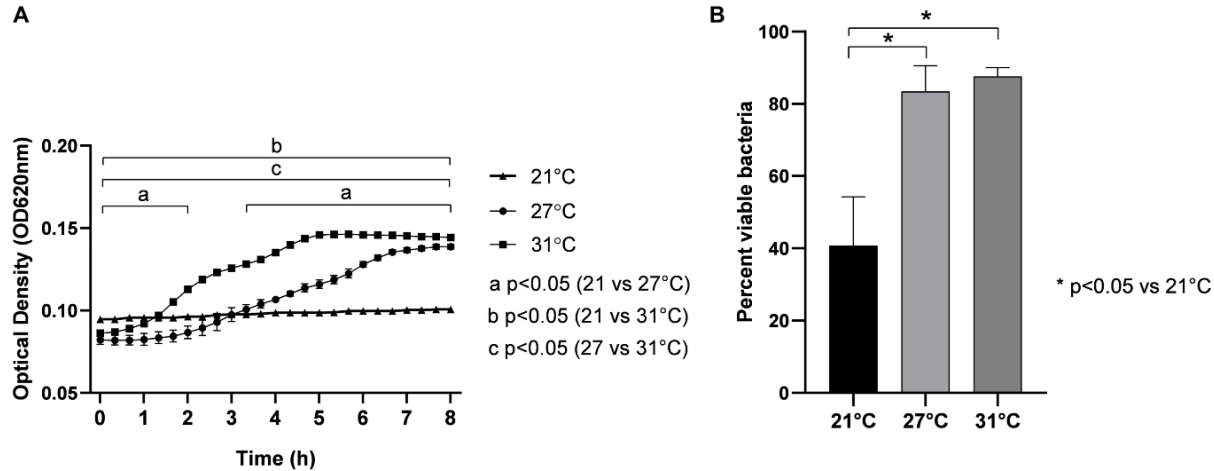 A
Optical Density (OD620nm)
0.20
0.15
0.10
0.05
b
c
a
a
0
1
2
3
4
5
6
7
8
Time (h)
21°C
27°C
31°C
a p<0.05 (21 vs 27°C)
b p<0.05 (21 vs 31°C)
c p<0.05 (27 vs 31°C)
B
Percent viable bacteria
100
80
60
40
20
0
*
*
21°C
27°C
31°C
* p<0.05 vs 21°C